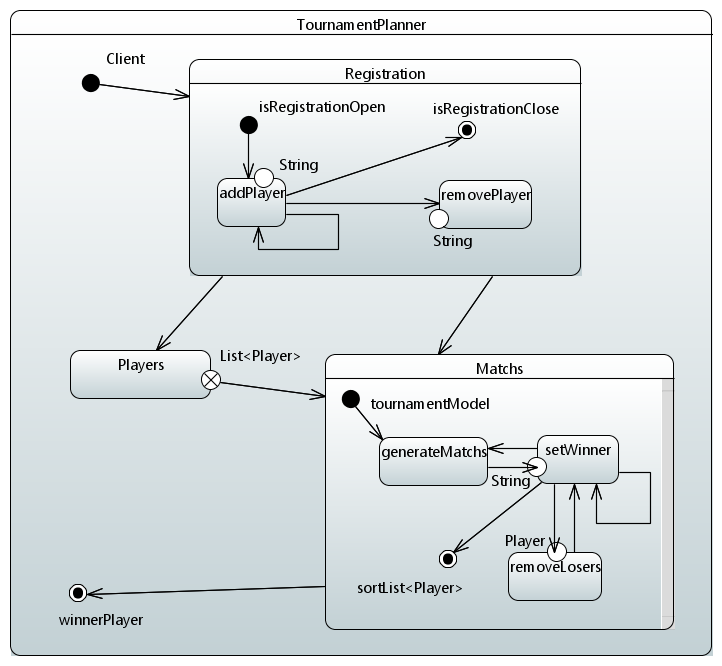 TournamentPlanner
Client
Registration
isRegistrationOpen
isRegistrationClose
String
addPlayer
removePlayer
String
Players
List<Player>
Matchs
tournamentModel
generateMatchs
setWinner
String
Player
removeLosers
sortList<Player>
winnerPlayer